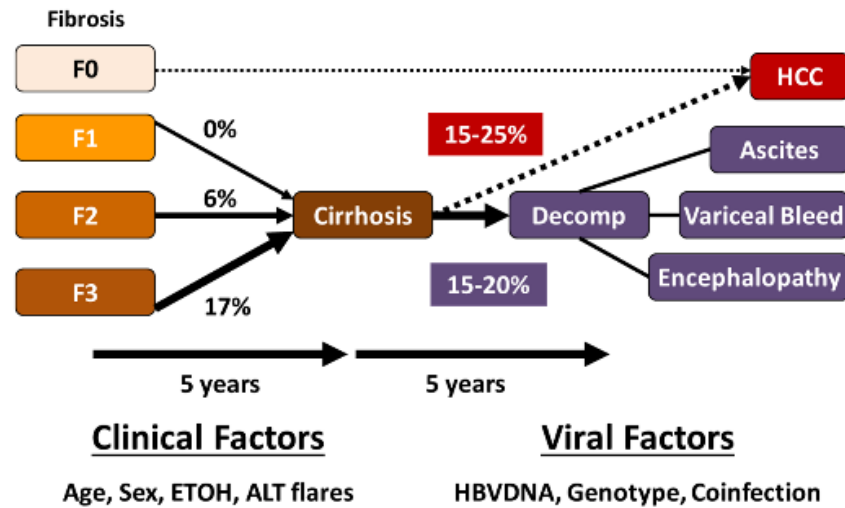 Fibrosis
F0
HCC
F1
0%
15-25%
Ascites
F2
6%
Cirrhosis
Decomp
Variceal Bleed
F3
17%
15-20%
Encephalopathy
5 years
5 years
Clinical Factors
Viral Factors
Age, Sex, ETOH, ALT flares
HBVDNA, Genotype, Coinfection